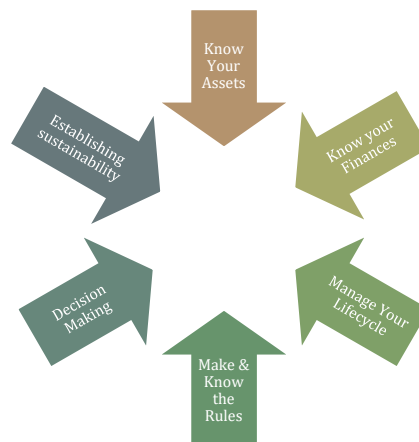 Know
Your
Assets
Know your
Finances
Manage Your
Lifecycle
Make &
Know
the
Rules
Decision
Making
Establishing
sustainability